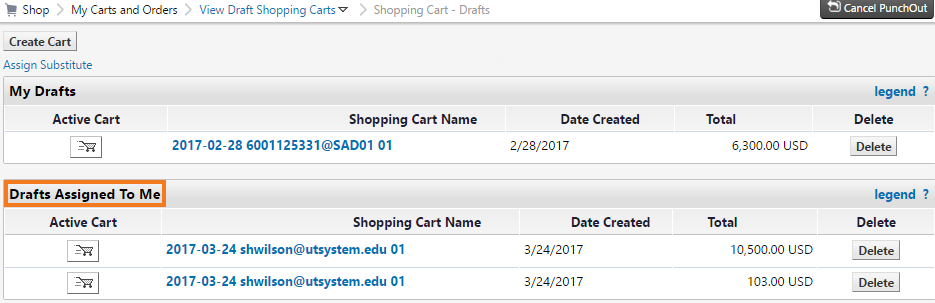 Shop > My Carts and Orders > View Draft Shopping Carts > Shopping Cart - Drafts Cancel PunchOut
Create Cart
Assign Substitute
My Drafts legend ?
Active Cart Shopping Cart Name Date Created Total Delete
2017-02-28 6001125331@SAD01 01 2/28/2017 6,300.00 USD Delete
Drafts Assigned To Me legend ?
Active Cart Shopping Cart Name Date Created Total Delete
2017-03-24 shwilson@utsystem.edu 01 3/24/2017 10,500.00 USD Delete
2017-03-24 shwilson@utsystem.edu 01 3/24/2017 103.00 USD Delete